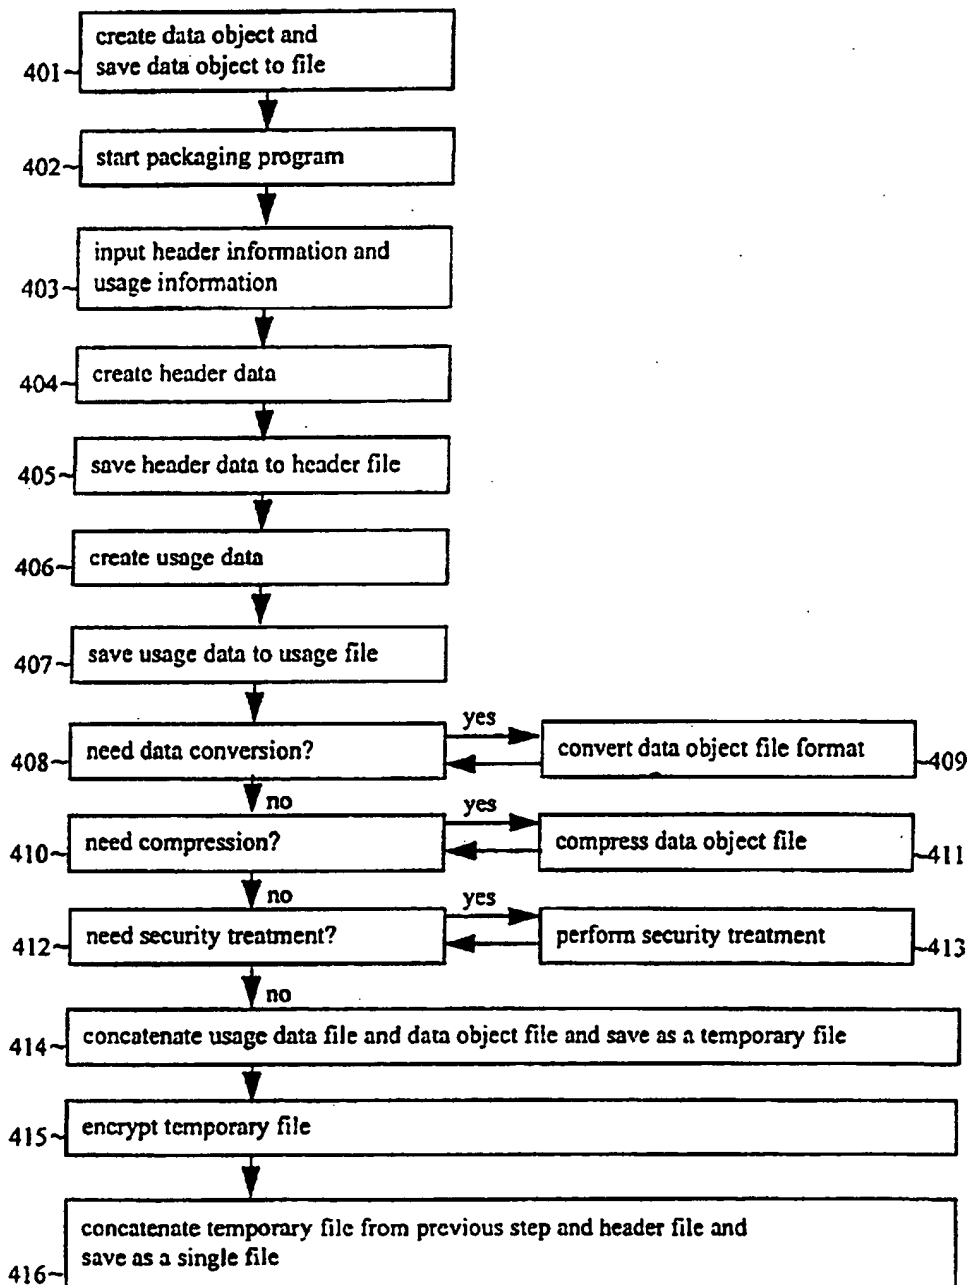 create data object and
save data object to file
401
start packaging program
402
input header information and
usage information
403
create header data
404
save header data to header file
405
create usage data
406
save usage data to usage file
407
need data conversion?
408
yes
convert data object file format
409
no
need compression?
410
yes
compress data object file
411
no
need security treatment?
412
yes
perform security treatment
413
no
concatenate usage data file and data object file and save as a temporary file
414
encrypt temporary file
415
concatenate temporary file from previous step and header file and
save as a single file
416